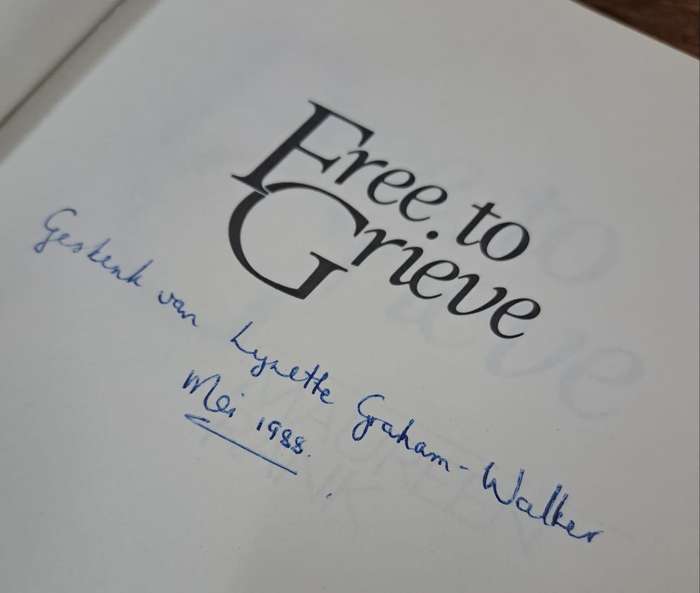 Free to
Grieve
Geskenk van Lynette Graham-Walker
Mei 1988.